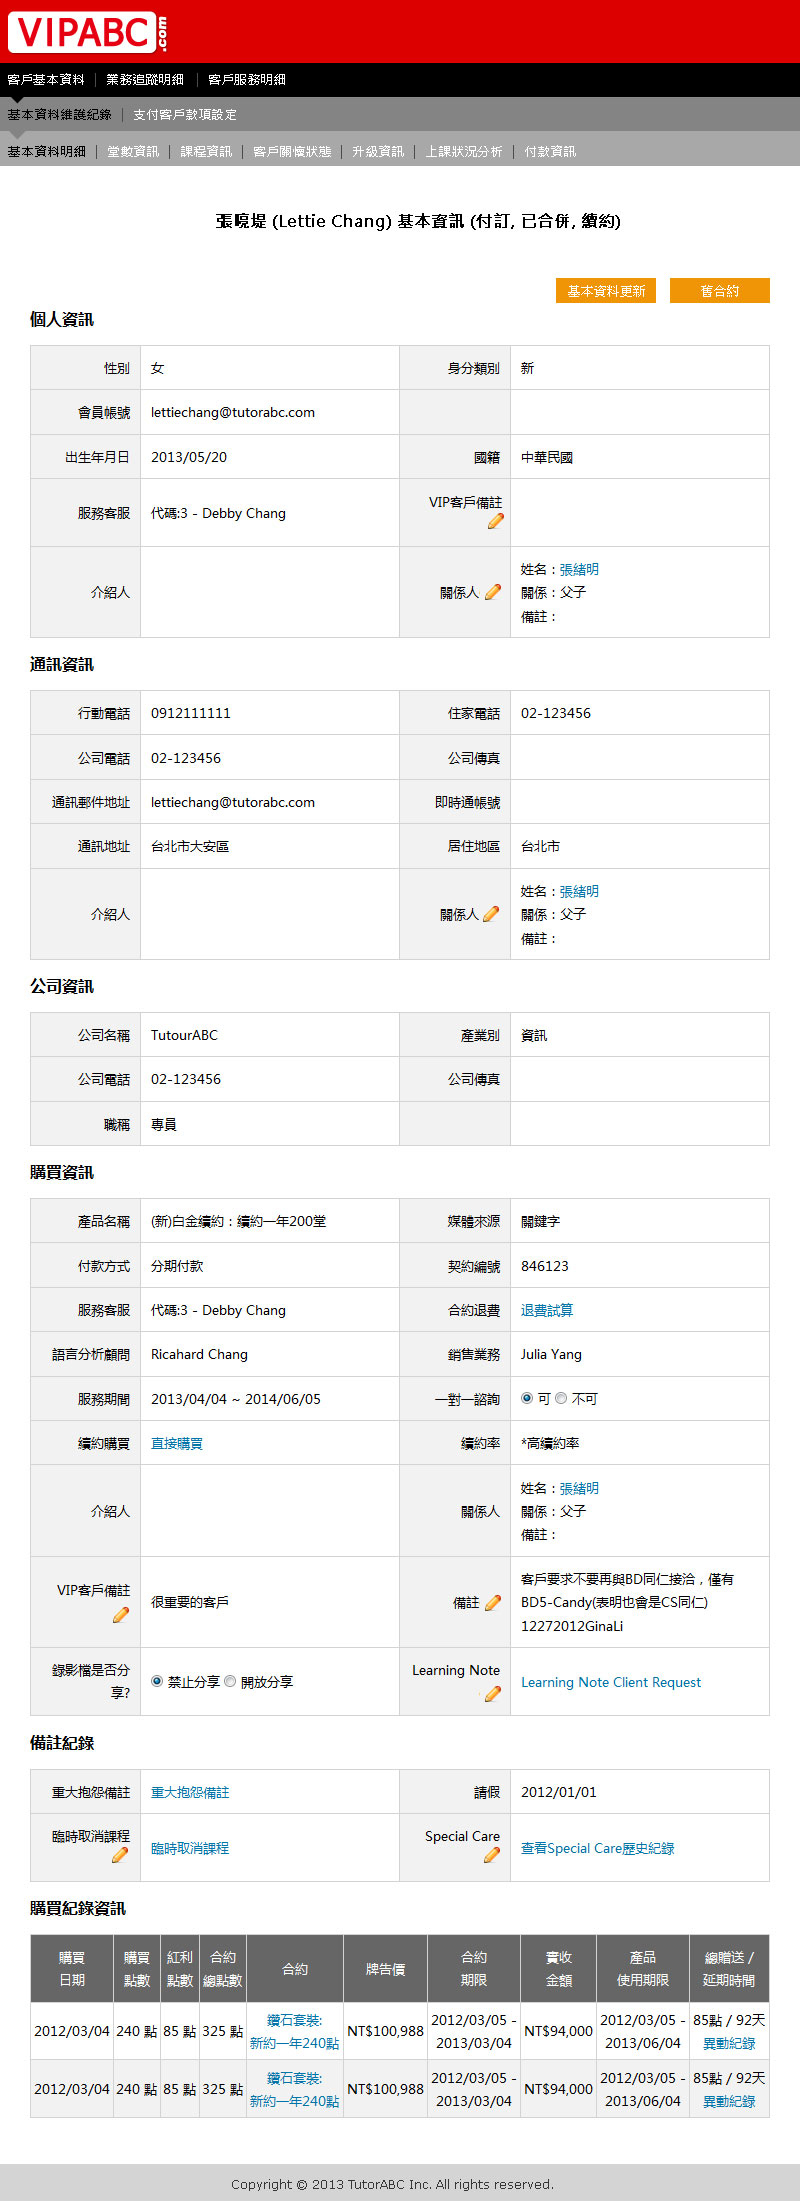 VIPABC.com
客戶基本資料 業務追蹤明細 客戶服務明細
基本資料維護紀錄 支付客戶款項設定
基本資料明細 堂數資訊 課程資訊 客戶關懷狀態 升級資訊 上課狀況分析 付款資訊
張嘵堤 (Lettie Chang) 基本資訊 (付訂, 已合併, 續約)
基本資料更新 舊合約
個人資訊
性別 女 身分類別 新
會員帳號 lettiechang@tutorabc.com
出生年月日 2013/05/20 國籍 中華民國
服務客服 代碼:3 - Debby Chang VIP客戶備註
介紹人 關係人 姓名：張緒明
關係：父子
備註：
通訊資訊
行動電話 0912111111 住家電話 02-123456
公司電話 02-123456 公司傳真
通訊郵件地址 lettiechang@tutorabc.com 即時通帳號
通訊地址 台北市大安區 居住地區 台北市
介紹人 關係人 姓名：張緒明
關係：父子
備註：
公司資訊
公司名稱 TutourABC 產業別 資訊
公司電話 02-123456 公司傳真
職稱 專員
購買資訊
產品名稱 (新)白金續約：續約一年200堂 媒體來源 關鍵字
付款方式 分期付款 契約編號 846123
服務客服 代碼:3 - Debby Chang 合約退費 退費試算
語言分析顧問 Ricahard Chang 銷售業務 Julia Yang
服務期間 2013/04/04 ~ 2014/06/05 一對一諮詢 可 不可
續約購買 直接購買 續約率 *高續約率
介紹人 關係人 姓名：張緒明
關係：父子
備註：
VIP客戶備註 很重要的客戶 備註 客戶要求不要再與BD同仁接洽，僅有
BD5-Candy(表明也會是CS同仁)
12272012GinaLi
錄影檔是否分
享? 禁止分享 開放分享 Learning Note Learning Note Client Request
備註紀錄
重大抱怨備註 重大抱怨備註 請假 2012/01/01
臨時取消課程 臨時取消課程 Special Care 查看Special Care歷史紀錄
購買紀錄資訊
購買 購買 紅利 合約 合約 牌告價 合約 實收 產品 總贈送 /
日期 點數 點數 總點數 期限 金額 使用期限 延期時間
2012/03/04 240 點 85 點 325 點 鑽石套裝: NT$100,988 2012/03/05 - NT$94,000 2012/03/05 - 85點 / 92天
新約一年240點 2013/03/04 2013/06/04 異動紀錄
2012/03/04 240 點 85 點 325 點 鑽石套裝: NT$100,988 2012/03/05 - NT$94,000 2012/03/05 - 85點 / 92天
新約一年240點 2013/03/04 2013/06/04 異動紀錄
Copyright © 2013 TutorABC Inc. All rights reserved.